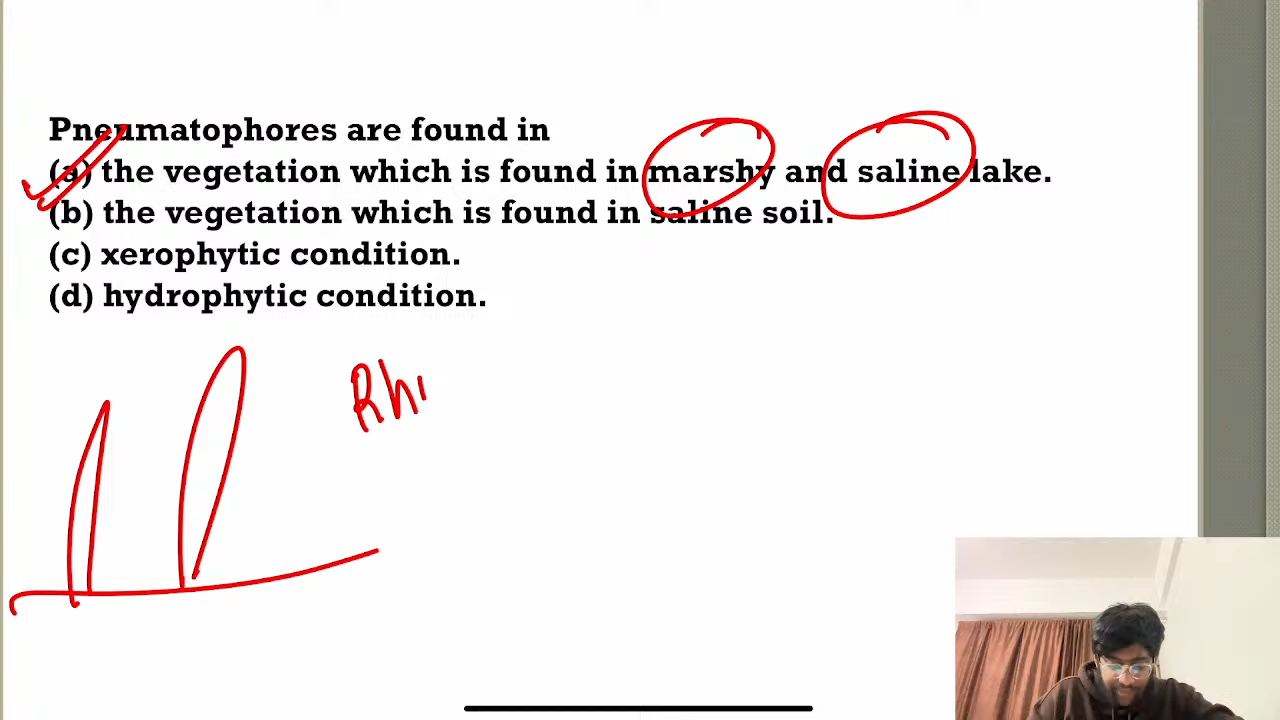 Pneumatophores are found in
(a) the vegetation which is found in marshy and saline lake.
(b) the vegetation which is found in saline soil.
(c) xerophytic condition.
(d) hydrophytic condition.
Rhi